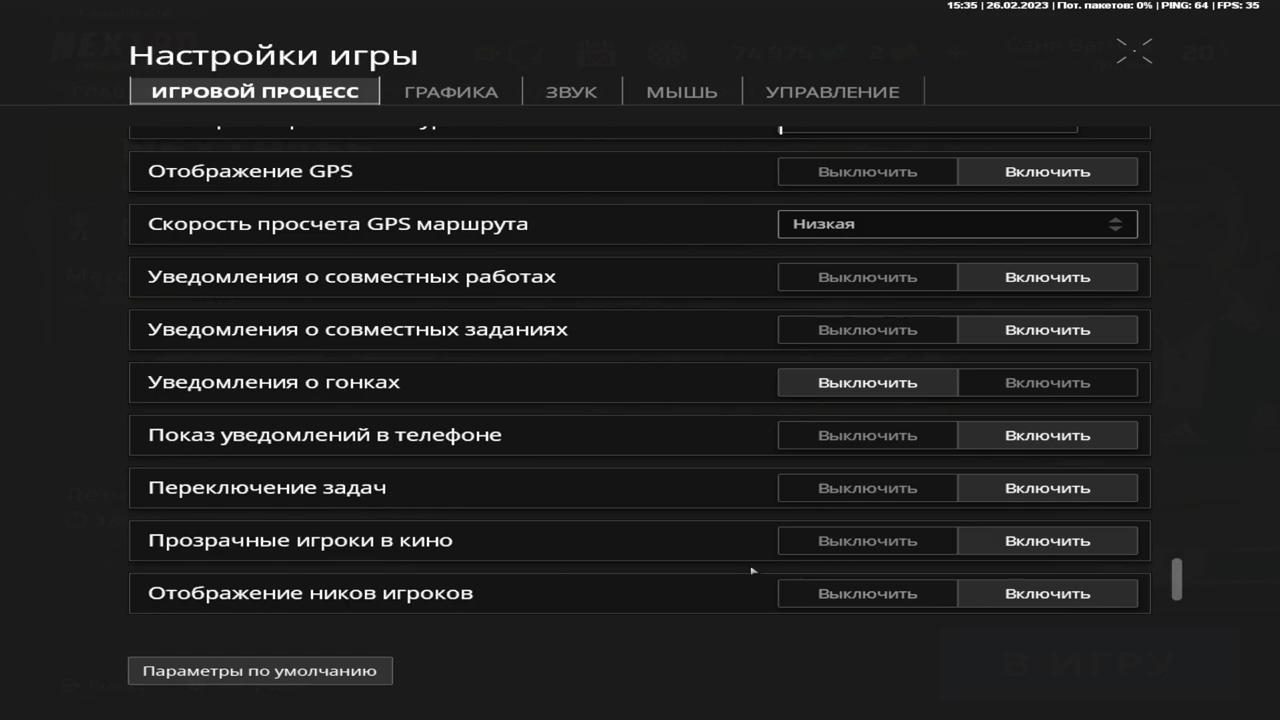 15:35 | 26.02.2023 | Пот. пакетов: 0% | PING: 64 | FPS: 35
Настройки игры
ИГРОВОЙ ПРОЦЕСС ГРАФИКА ЗВУК МЫШЬ УПРАВЛЕНИЕ
Отображение GPS Выключить Включить
Скорость просчета GPS маршрута Низкая
Уведомления о совместных работах Выключить Включить
Уведомления о совместных заданиях Выключить Включить
Уведомления о гонках Выключить Включить
Показ уведомлений в телефоне Выключить Включить
Переключение задач Выключить Включить
Прозрачные игроки в кино Выключить Включить
Отображение ников игроков Выключить Включить
В ИГРУ
Параметры по умолчанию